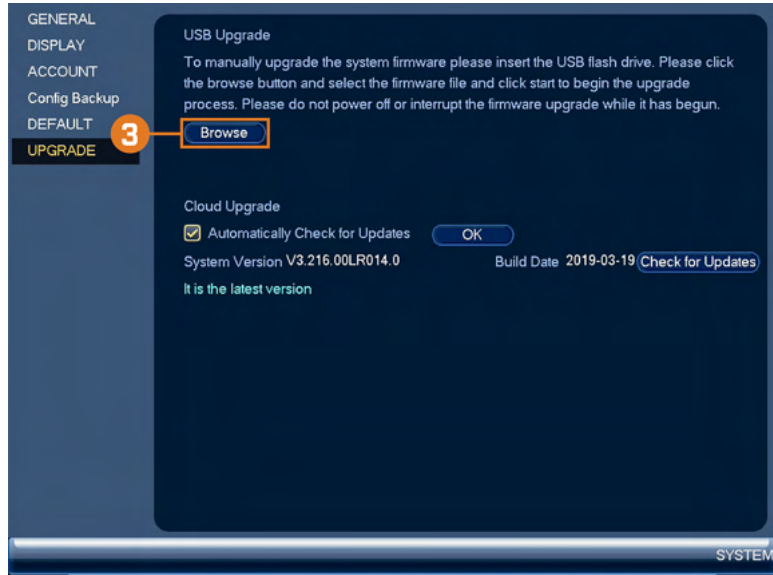 GENERAL
DISPLAY
ACCOUNT
Config Backup
DEFAULT
UPGRADE
3
USB Upgrade
To manually upgrade the system firmware please insert the USB flash drive. Please click
the browse button and select the firmware file and click start to begin the upgrade
process. Please do not power off or interrupt the firmware upgrade while it has begun.
Browse
Cloud Upgrade
Automatically Check for Updates OK
System Version V3.216.00LR014.0 Build Date 2019-03-19 Check for Updates
It is the latest version
SYSTEM